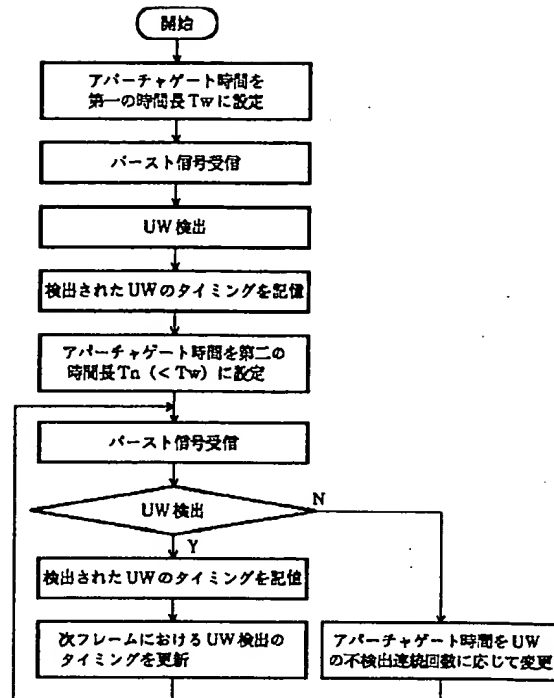 開始
アパーチャゲート時間を
第一の時間長Twに設定
バースト信号受信
UW検出
検出されたUWのタイミングを記憶
アパーチャゲート時間を第二の
時間長Tn（<Tw）に設定
バースト信号受信
UW検出
N
Y
検出されたUWのタイミングを記憶
次フレームにおけるUW検出の
タイミングを更新
アパーチャゲート時間をUW
の不検出連続回数に応じて変更